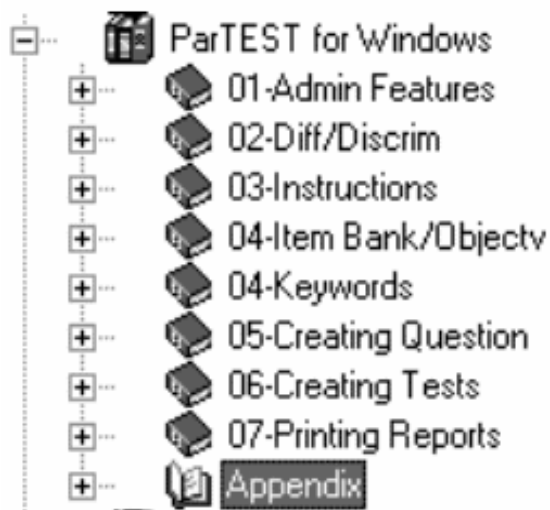 ParTEST for Windows
01-Admin Features
02-Diff/Discrim
03-Instructions
04-Item Bank/Objectv
04-Keywords
05-Creating Question
06-Creating Tests
07-Printing Reports
Appendix